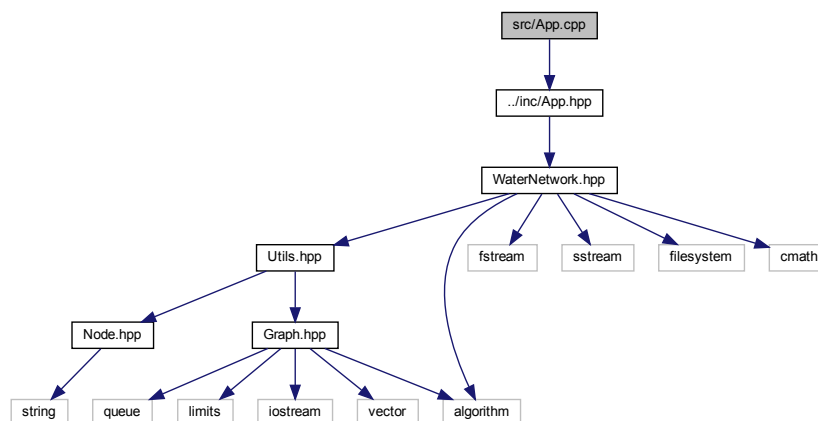 src/App.cpp
../inc/App.hpp
WaterNetwork.hpp
Utils.hpp
fstream
sstream
filesystem
cmath
Node.hpp
Graph.hpp
string
queue
limits
iostream
vector
algorithm